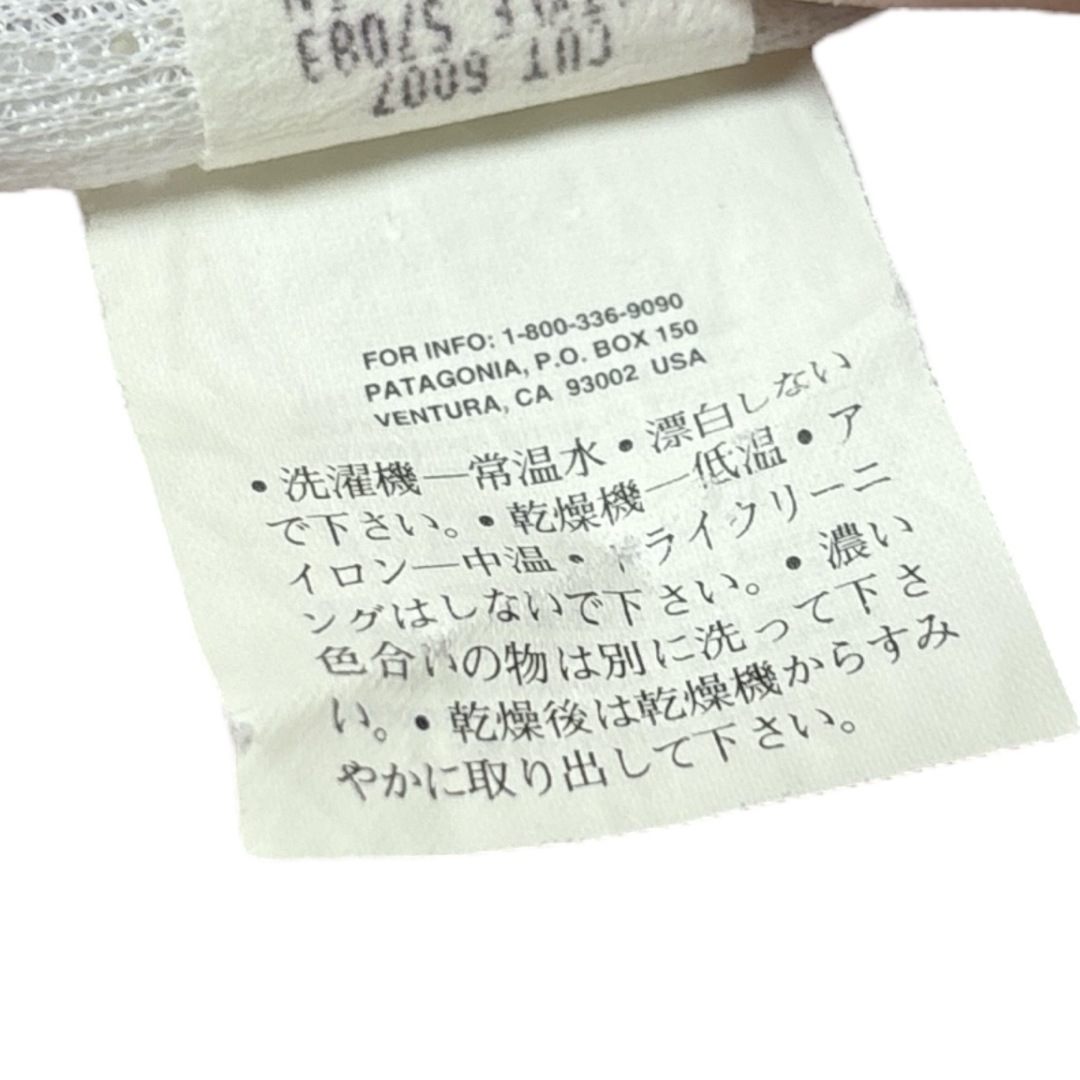 CUT 6007
FOR INFO: 1-800-336-9090
PATAGONIA, P.O. BOX 150
VENTURA, CA 93002 USA
•洗濯機—常温水•漂白しない
で下さい。•乾燥機—低温•ア
イロン—中温•ドライクリーニ
ングはしないで下さい。•濃い
色合いの物は別に洗って下さ
い。•乾燥後は乾燥機からすみ
やかに取り出して下さい。